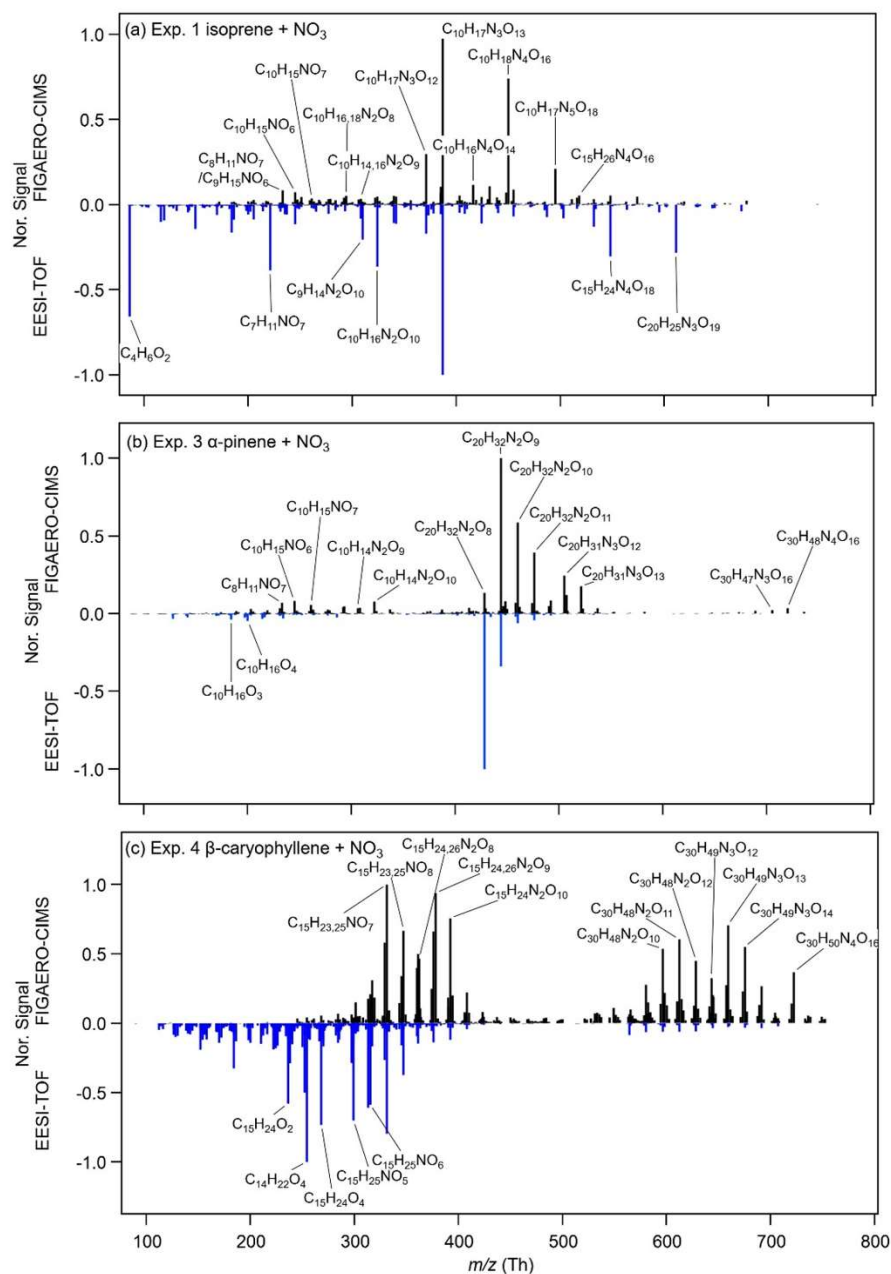 (a) Exp. 1 isoprene + NO₃
C₁₀H₁₇N₃O₁₃
C₁₀H₁₈N₄O₁₆
C₁₀H₁₅NO₇
C₁₀H₁₇N₃O₁₂
C₁₀H₁₆,₁₈N₂O₈
C₁₀H₁₇N₅O₁₈
C₁₀H₁₅NO₆
C₁₀H₁₆N₄O₁₄
C₈H₁₁NO₇
/C₉H₁₅NO₆
C₁₀H₁₄,₁₆N₂O₉
C₁₅H₂₆N₄O₁₆
C₉H₁₄N₂O₁₀
C₁₅H₂₄N₄O₁₈
C₇H₁₁NO₇
C₁₀H₁₆N₂O₁₀
C₂₀H₂₅N₃O₁₉
C₄H₆O₂
1.0
0.5
0.0
-0.5
-1.0
Nor. Signal
FIGAERO-CIMS
EESI-TOF
(b) Exp. 3 α-pinene + NO₃
C₂₀H₃₂N₂O₉
C₂₀H₃₂N₂O₁₀
C₁₀H₁₅NO₇
C₂₀H₃₂N₂O₈
C₂₀H₃₂N₂O₁₁
C₁₀H₁₅NO₆
C₁₀H₁₄N₂O₉
C₂₀H₃₁N₃O₁₂
C₃₀H₄₈N₄O₁₆
C₈H₁₁NO₇
C₁₀H₁₄N₂O₁₀
C₂₀H₃₁N₃O₁₃
C₃₀H₄₇N₃O₁₆
C₁₀H₁₆O₄
C₁₀H₁₆O₃
1.0
0.5
0.0
-0.5
-1.0
Nor. Signal
FIGAERO-CIMS
EESI-TOF
(c) Exp. 4 β-caryophyllene + NO₃
C₁₅H₂₄,₂₆N₂O₈
C₁₅H₂₃,₂₅NO₈
C₁₅H₂₄,₂₆N₂O₉
C₃₀H₄₉N₃O₁₂
C₁₅H₂₃,₂₅NO₇
C₁₅H₂₄N₂O₁₀
C₃₀H₄₈N₂O₁₂
C₃₀H₄₉N₃O₁₃
C₃₀H₄₈N₂O₁₁
C₃₀H₄₉N₃O₁₄
C₃₀H₄₈N₂O₁₀
C₃₀H₅₀N₄O₁₆
C₁₅H₂₄O₂
C₁₅H₂₅NO₆
C₁₄H₂₂O₄
C₁₅H₂₅NO₅
C₁₅H₂₄O₄
1.0
0.5
0.0
-0.5
-1.0
Nor. Signal
FIGAERO-CIMS
EESI-TOF
100 200 300 400 500 600 700 800
m/z (Th)